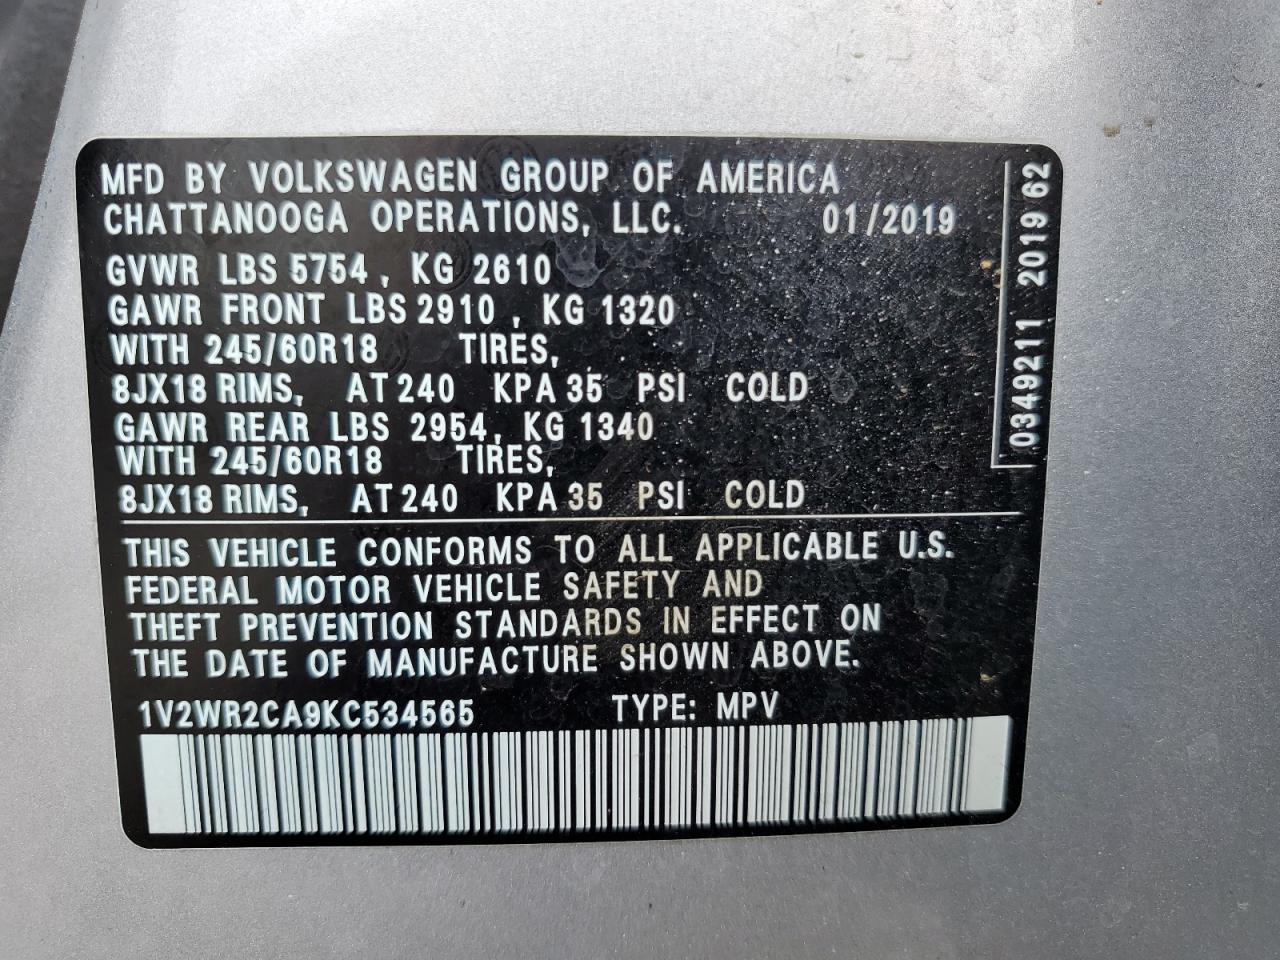 MFD BY VOLKSWAGEN GROUP OF AMERICA
CHATTANOOGA OPERATIONS, LLC. 01/2019
GVWR LBS 5754, KG 2610
GAWR FRONT LBS 2910, KG 1320
WITH 245/60R18 TIRES,
8JX18 RIMS, AT 240 KPA 35 PSI COLD
GAWR REAR LBS 2954, KG 1340
WITH 245/60R18 TIRES,
8JX18 RIMS, AT 240 KPA 35 PSI COLD
THIS VEHICLE CONFORMS TO ALL APPLICABLE U.S.
FEDERAL MOTOR VEHICLE SAFETY AND
THEFT PREVENTION STANDARDS IN EFFECT ON
THE DATE OF MANUFACTURE SHOWN ABOVE.
1V2WR2CA9KC534565 TYPE: MPV
0349211 2019 62